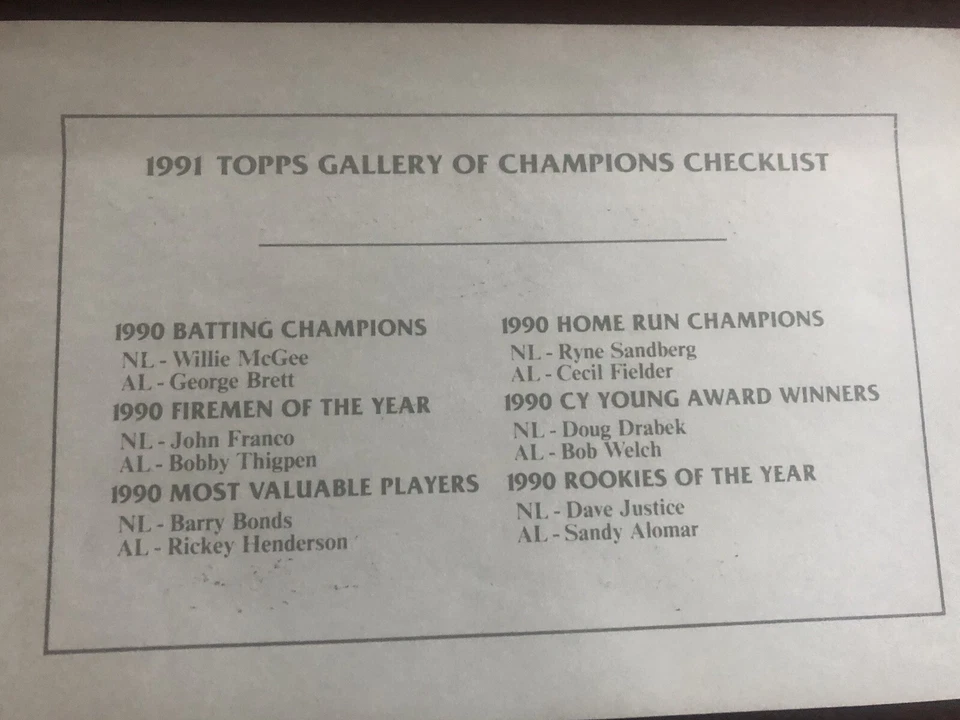 1991 TOPPS GALLERY OF CHAMPIONS CHECKLIST
1990 BATTING CHAMPIONS
NL - Willie McGee
AL - George Brett
1990 FIREMEN OF THE YEAR
NL - John Franco
AL - Bobby Thigpen
1990 MOST VALUABLE PLAYERS
NL - Barry Bonds
AL - Rickey Henderson
1990 HOME RUN CHAMPIONS
NL - Ryne Sandberg
AL - Cecil Fielder
1990 CY YOUNG AWARD WINNERS
NL - Doug Drabek
AL - Bob Welch
1990 ROOKIES OF THE YEAR
NL - Dave Justice
AL - Sandy Alomar